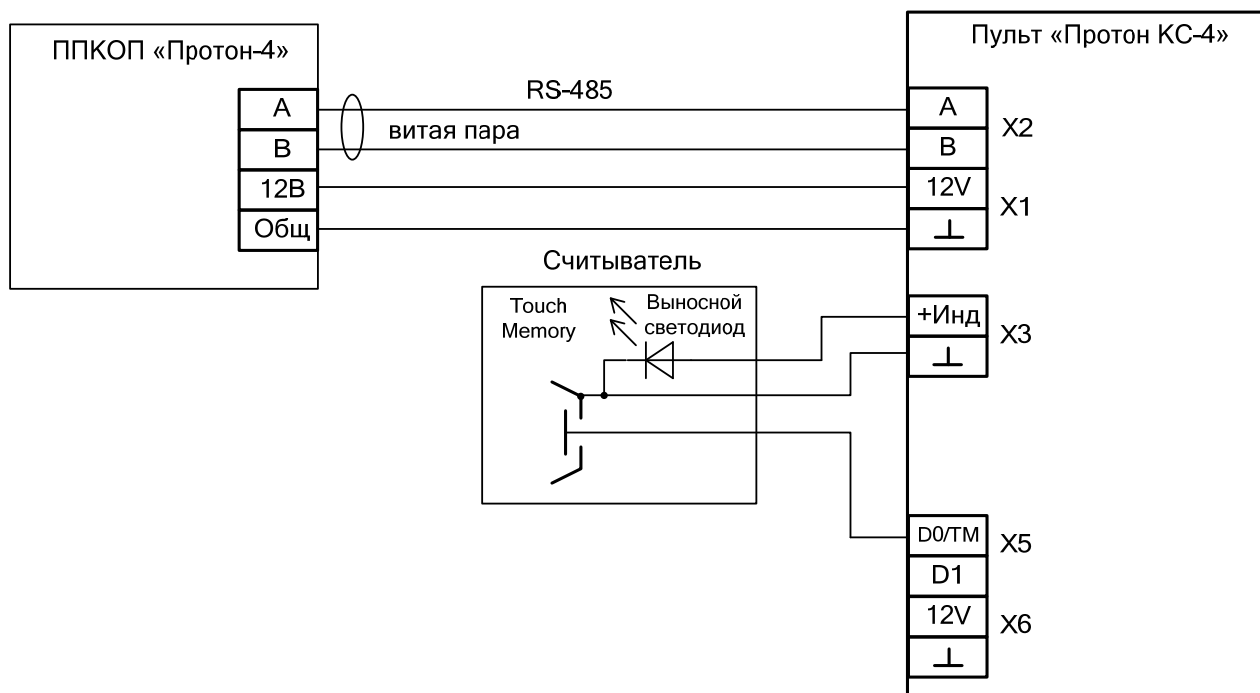 ППКОП «Протон-4»
A
B
12В
Общ
RS-485
витая пара
Пульт «Протон КС-4»
A
B
X2
12V
X1
Считыватель
Touch
Memory
Выносной
светодиод
+Инд
X3
D0/TM
X5
D1
12V
X6